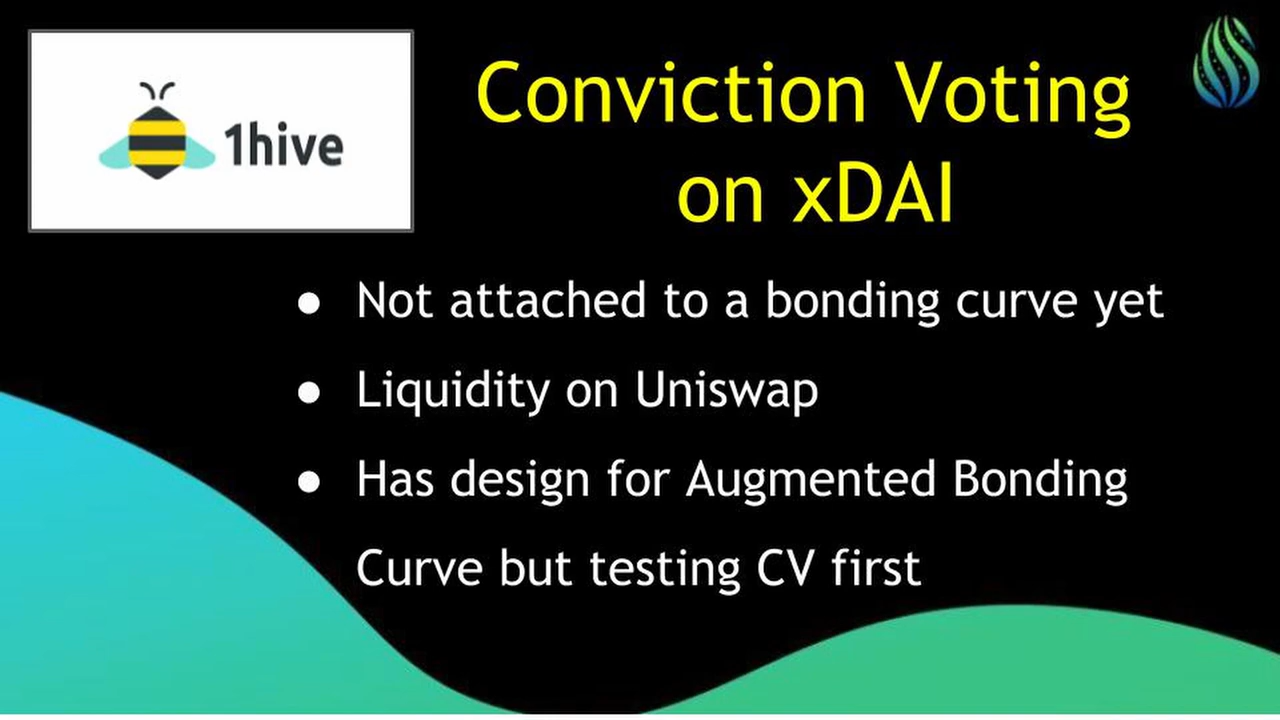 1hive
Conviction Voting
on xDAI
● Not attached to a bonding curve yet
● Liquidity on Uniswap
● Has design for Augmented Bonding
Curve but testing CV first